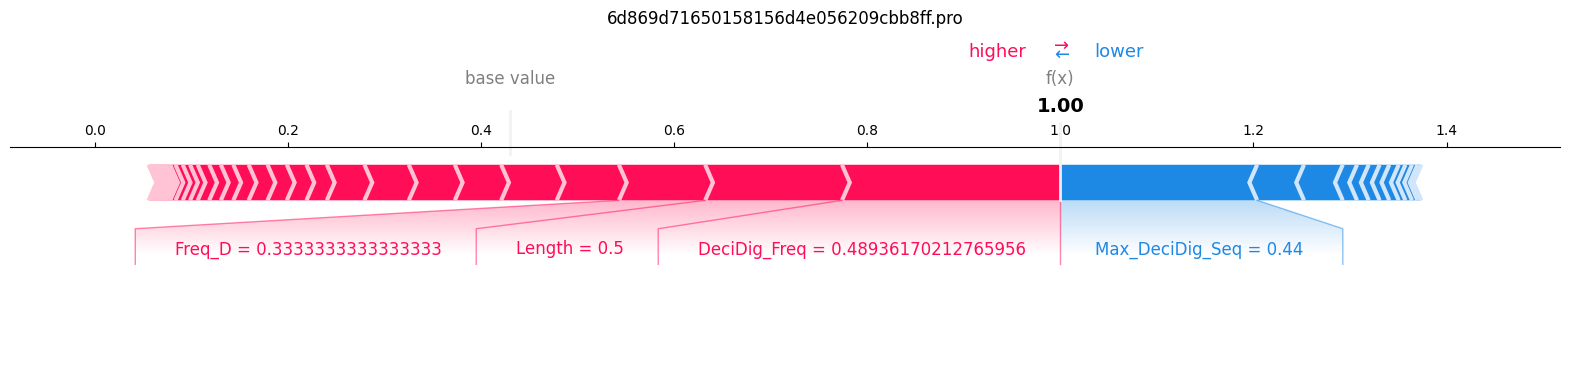 6d869d71650158156d4e056209cbb8ff.pro
higher ⇄ lower
base value f(x)
1.00
0.0 0.2 0.4 0.6 0.8 1.0 1.2 1.4
Freq_D = 0.3333333333333333 Length = 0.5 DeciDig_Freq = 0.48936170212765956 Max_DeciDig_Seq = 0.44